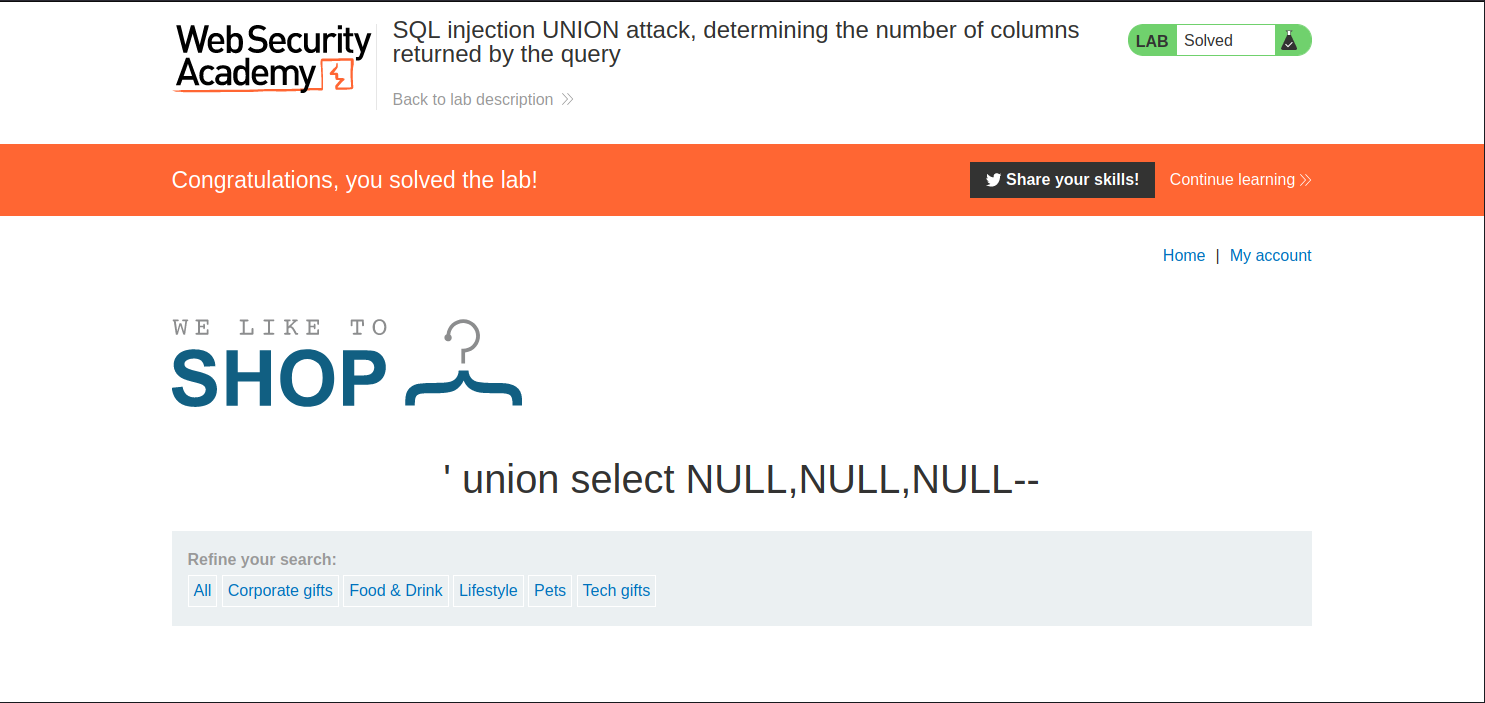 Web Security
Academy
SQL injection UNION attack, determining the number of columns
returned by the query
Back to lab description
LAB Solved
Congratulations, you solved the lab!
Share your skills!
Continue learning
Home | My account
WE LIKE TO
SHOP
' union select NULL,NULL,NULL--
Refine your search:
All Corporate gifts Food & Drink Lifestyle Pets Tech gifts